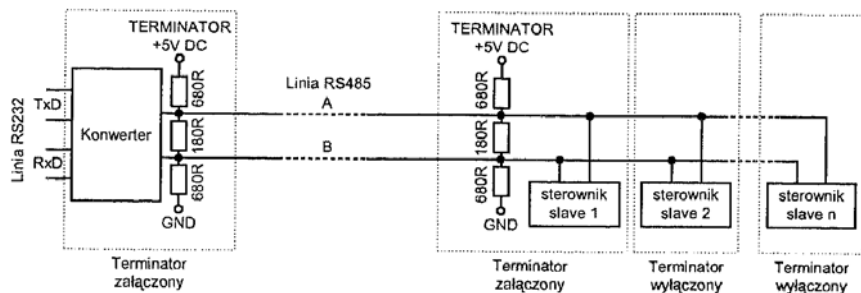 TERMINATOR
+5V DC
680R
Linia RS232
TxD
RxD
Konwerter
180R
680R
GND
Terminator
załączony
Linia RS485
A
B
TERMINATOR
+5V DC
680R
180R
680R
GND
sterownik
slave 1
Terminator
załączony
sterownik
slave 2
Terminator
wyłączony
sterownik
slave n
Terminator
wyłączony